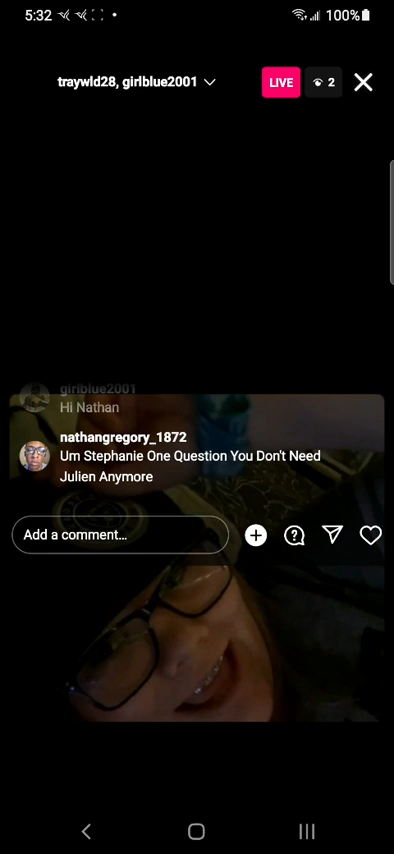 5:32
100%
traywld28, girlblue2001
LIVE
2
girlblue2001
Hi Nathan
nathangregory_1872
Um Stephanie One Question You Don't Need
Julien Anymore
Add a comment...